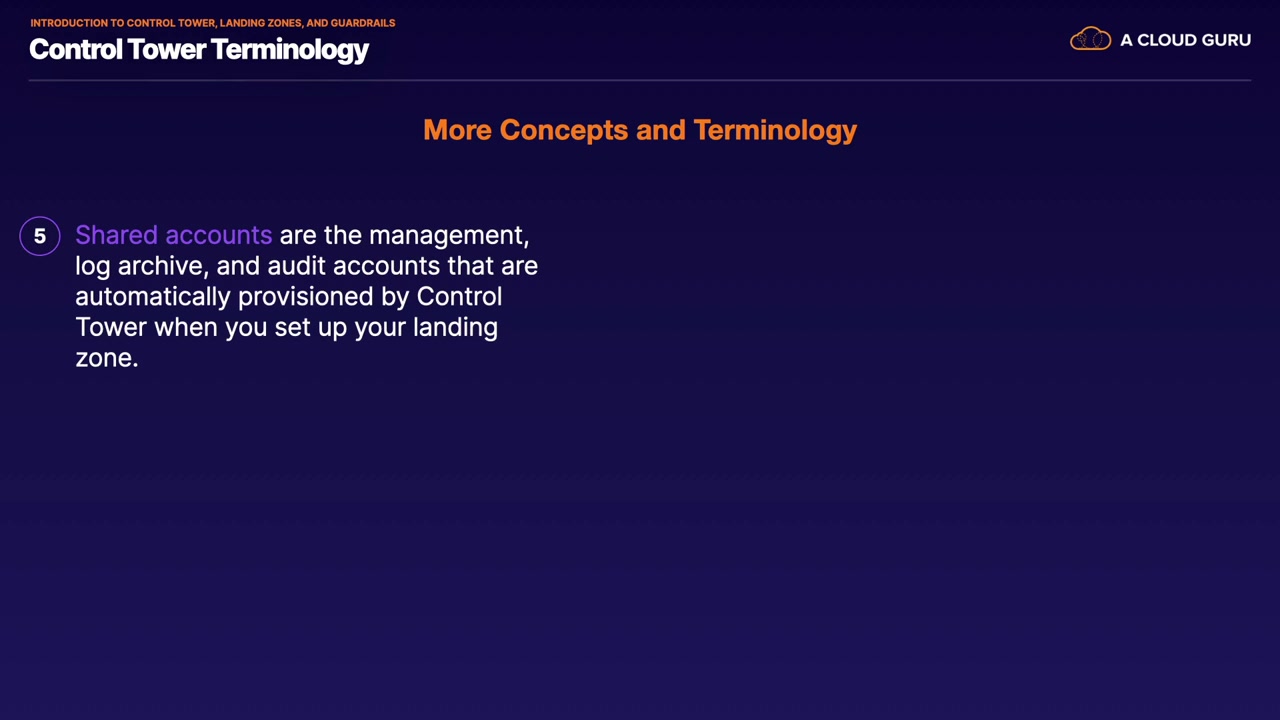 INTRODUCTION TO CONTROL TOWER, LANDING ZONES, AND GUARDRAILS
Control Tower Terminology
A CLOUD GURU
More Concepts and Terminology
5
Shared accounts are the management,
log archive, and audit accounts that are
automatically provisioned by Control
Tower when you set up your landing
zone.